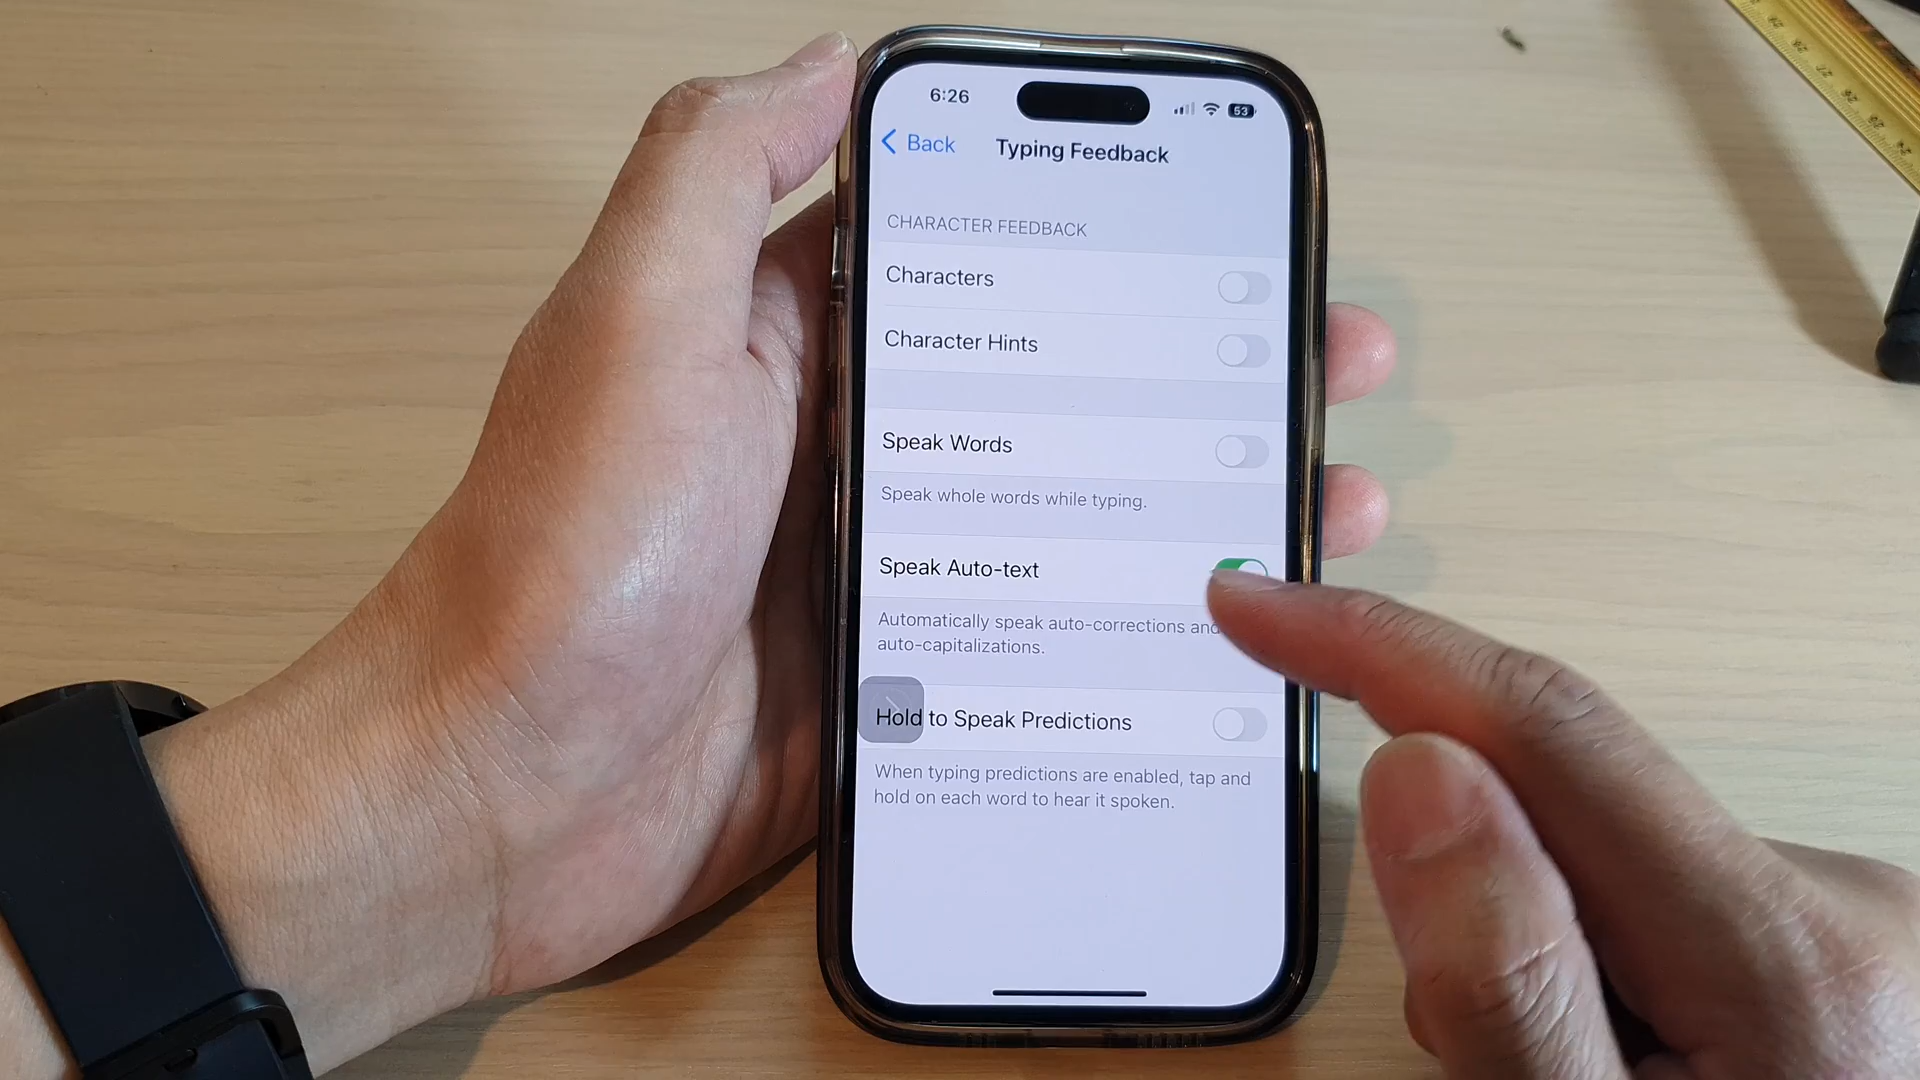 6:26
53
Back
Typing Feedback
CHARACTER FEEDBACK
Characters
Character Hints
Speak Words
Speak whole words while typing.
Speak Auto-text
Automatically speak auto-corrections and
auto-capitalizations.
Hold to Speak Predictions
When typing predictions are enabled, tap and
hold on each word to hear it spoken.